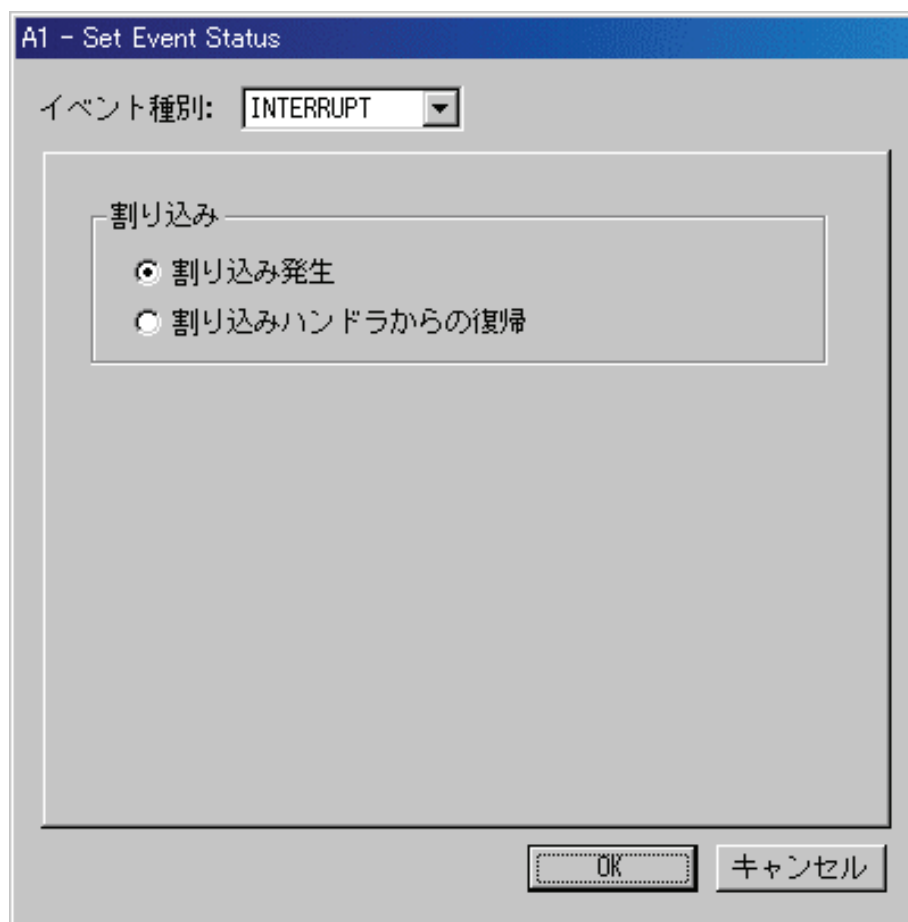 A1 - Set Event Status
イベント種別: INTERRUPT
割り込み
割り込み発生
割り込みハンドラからの復帰
OK キャンセル